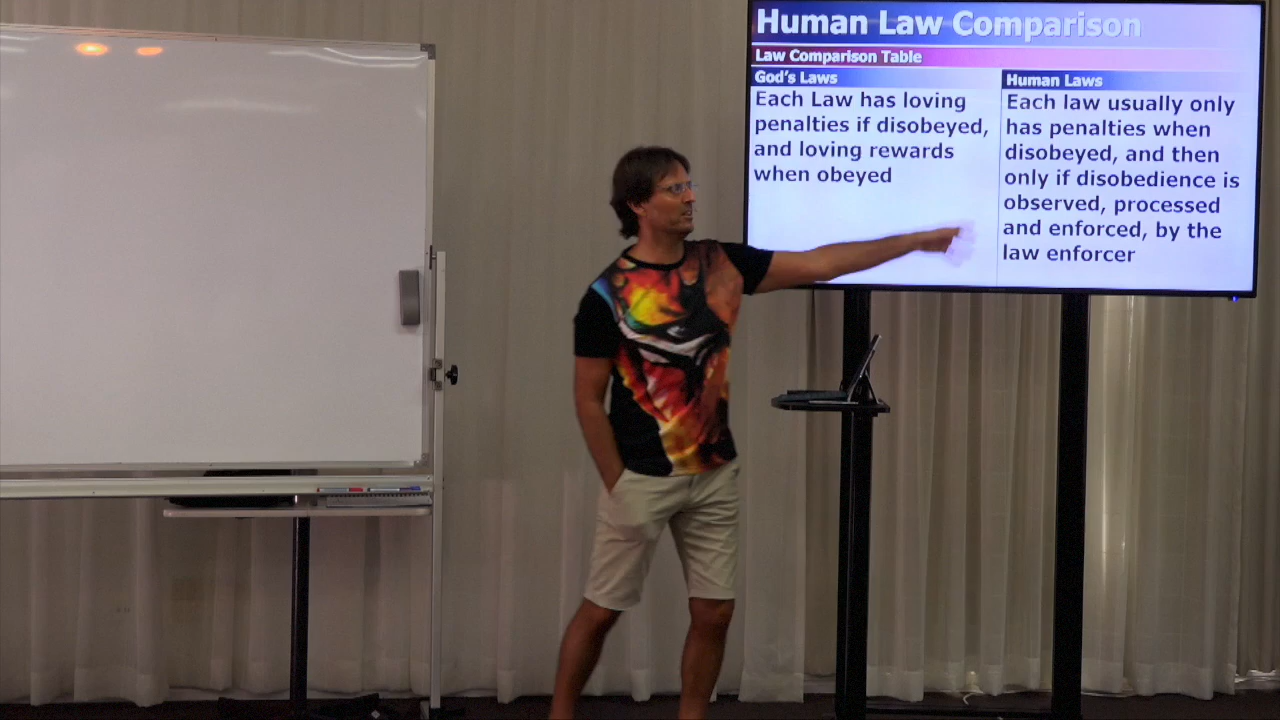 Human Law Comparison
Law Comparison Table
God's Laws
Each Law has loving
penalties if disobeyed,
and loving rewards
when obeyed
Human Laws
Each law usually only
has penalties when
disobeyed, and then
only if disobedience is
observed, processed
and enforced, by the
law enforcer